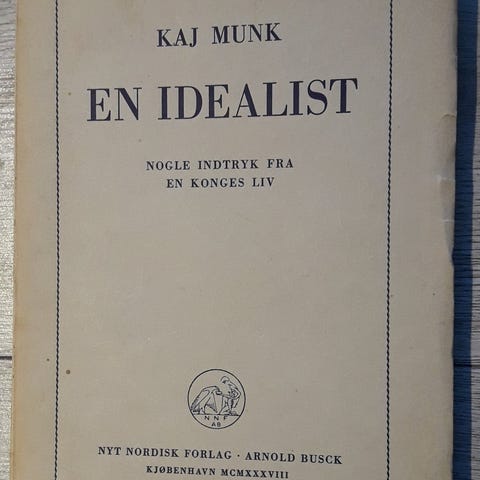 KAJ MUNK
EN IDEALIST
NOGLE INDTRYK FRA
EN KONGES LIV
NNF
AB
NYT NORDISK FORLAG · ARNOLD BUSCK
KJØBENHAVN MCMXXXVIII